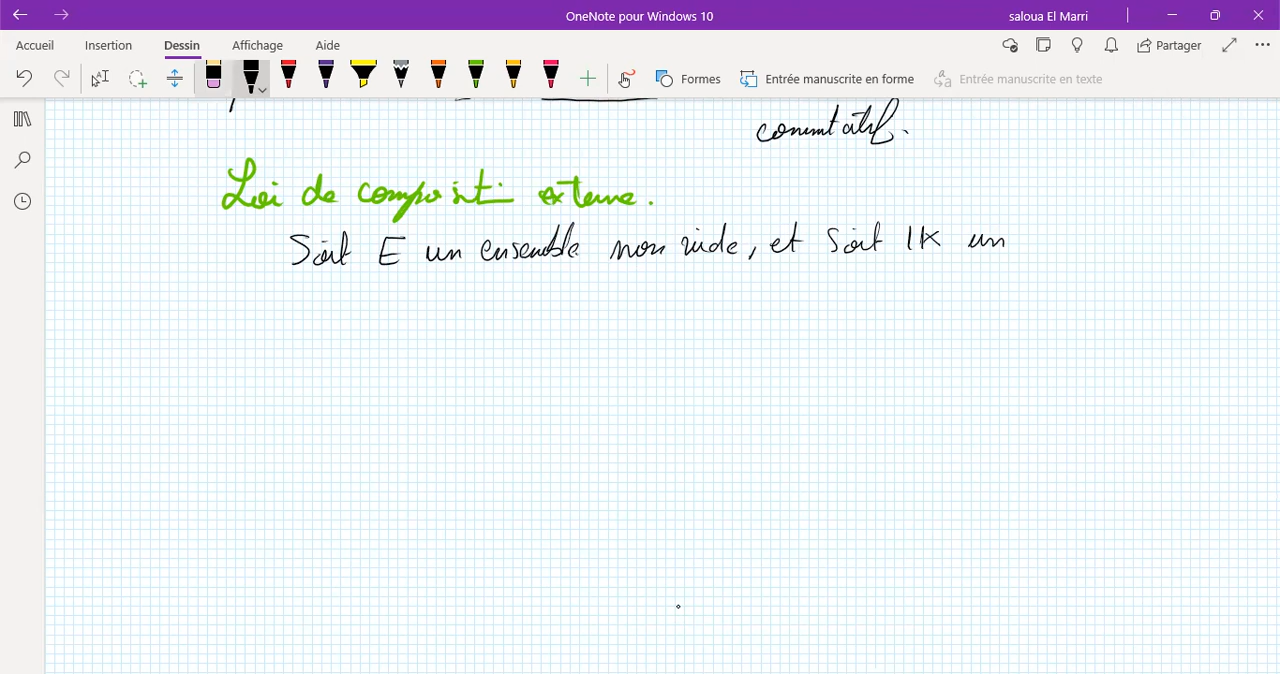 OneNote pour Windows 10
saloua El Marri
Accueil Insertion Dessin Affichage Aide
Partager
Formes Entrée manuscrite en forme Entrée manuscrite en texte
commutatif.
Loi de composit: externe.
Soit E un ensemble non vide, et soit IK un